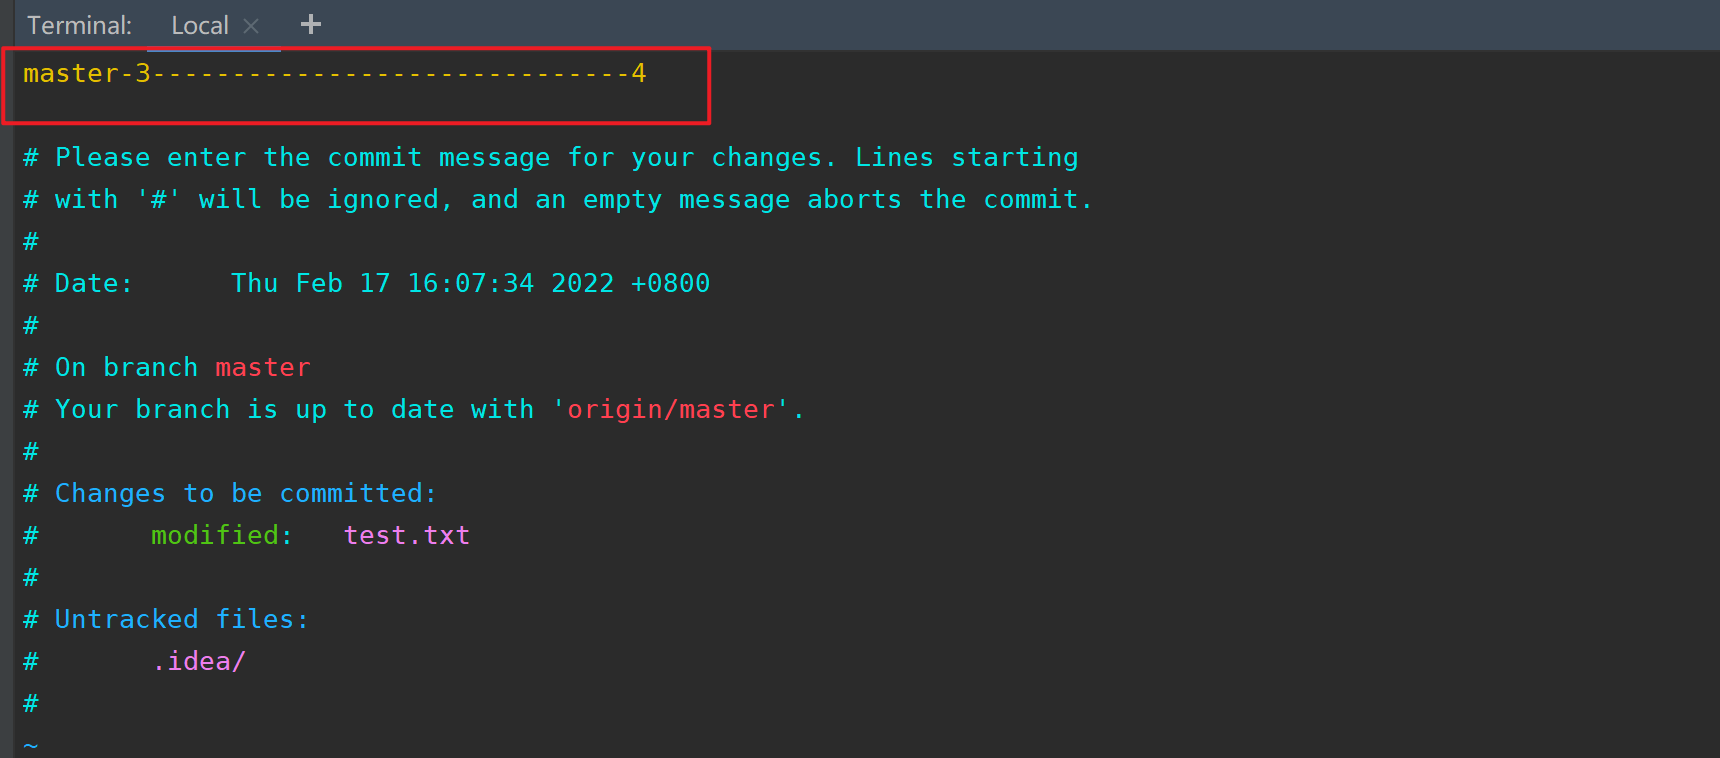 Terminal: Local × +
master-3------------------------------4
# Please enter the commit message for your changes. Lines starting
# with '#' will be ignored, and an empty message aborts the commit.
#
# Date:      Thu Feb 17 16:07:34 2022 +0800
#
# On branch master
# Your branch is up to date with 'origin/master'.
#
# Changes to be committed:
#       modified:   test.txt
#
# Untracked files:
#       .idea/
#
~